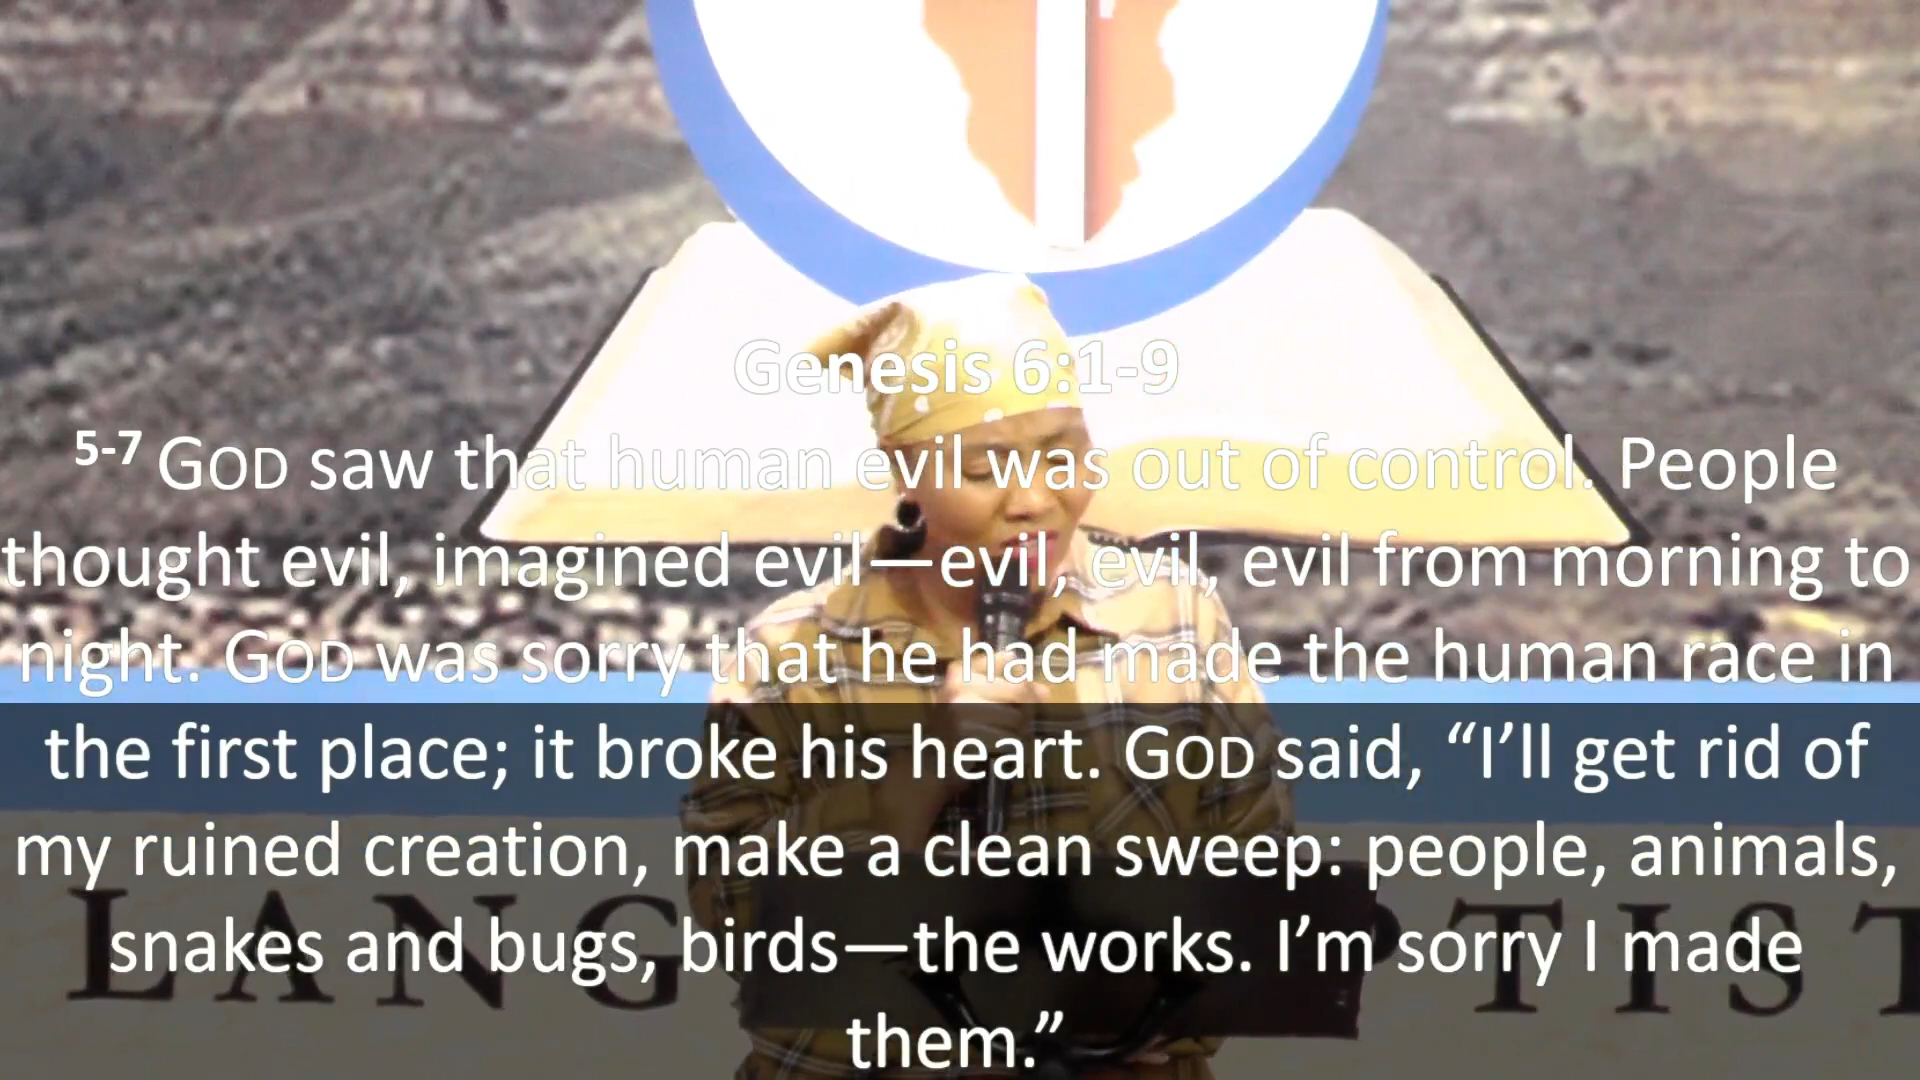 Genesis 6:1-9
5-7 GOD saw that human evil was out of control. People
thought evil, imagined evil—evil, evil, evil from morning to
night. GOD was sorry that he had made the human race in
the first place; it broke his heart. GOD said, “I’ll get rid of
my ruined creation, make a clean sweep: people, animals,
snakes and bugs, birds—the works. I’m sorry I made
them.”